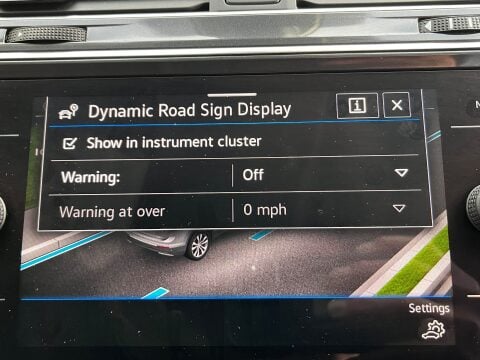 Dynamic Road Sign Display
Show in instrument cluster
Warning: Off
Warning at over 0 mph
Settings